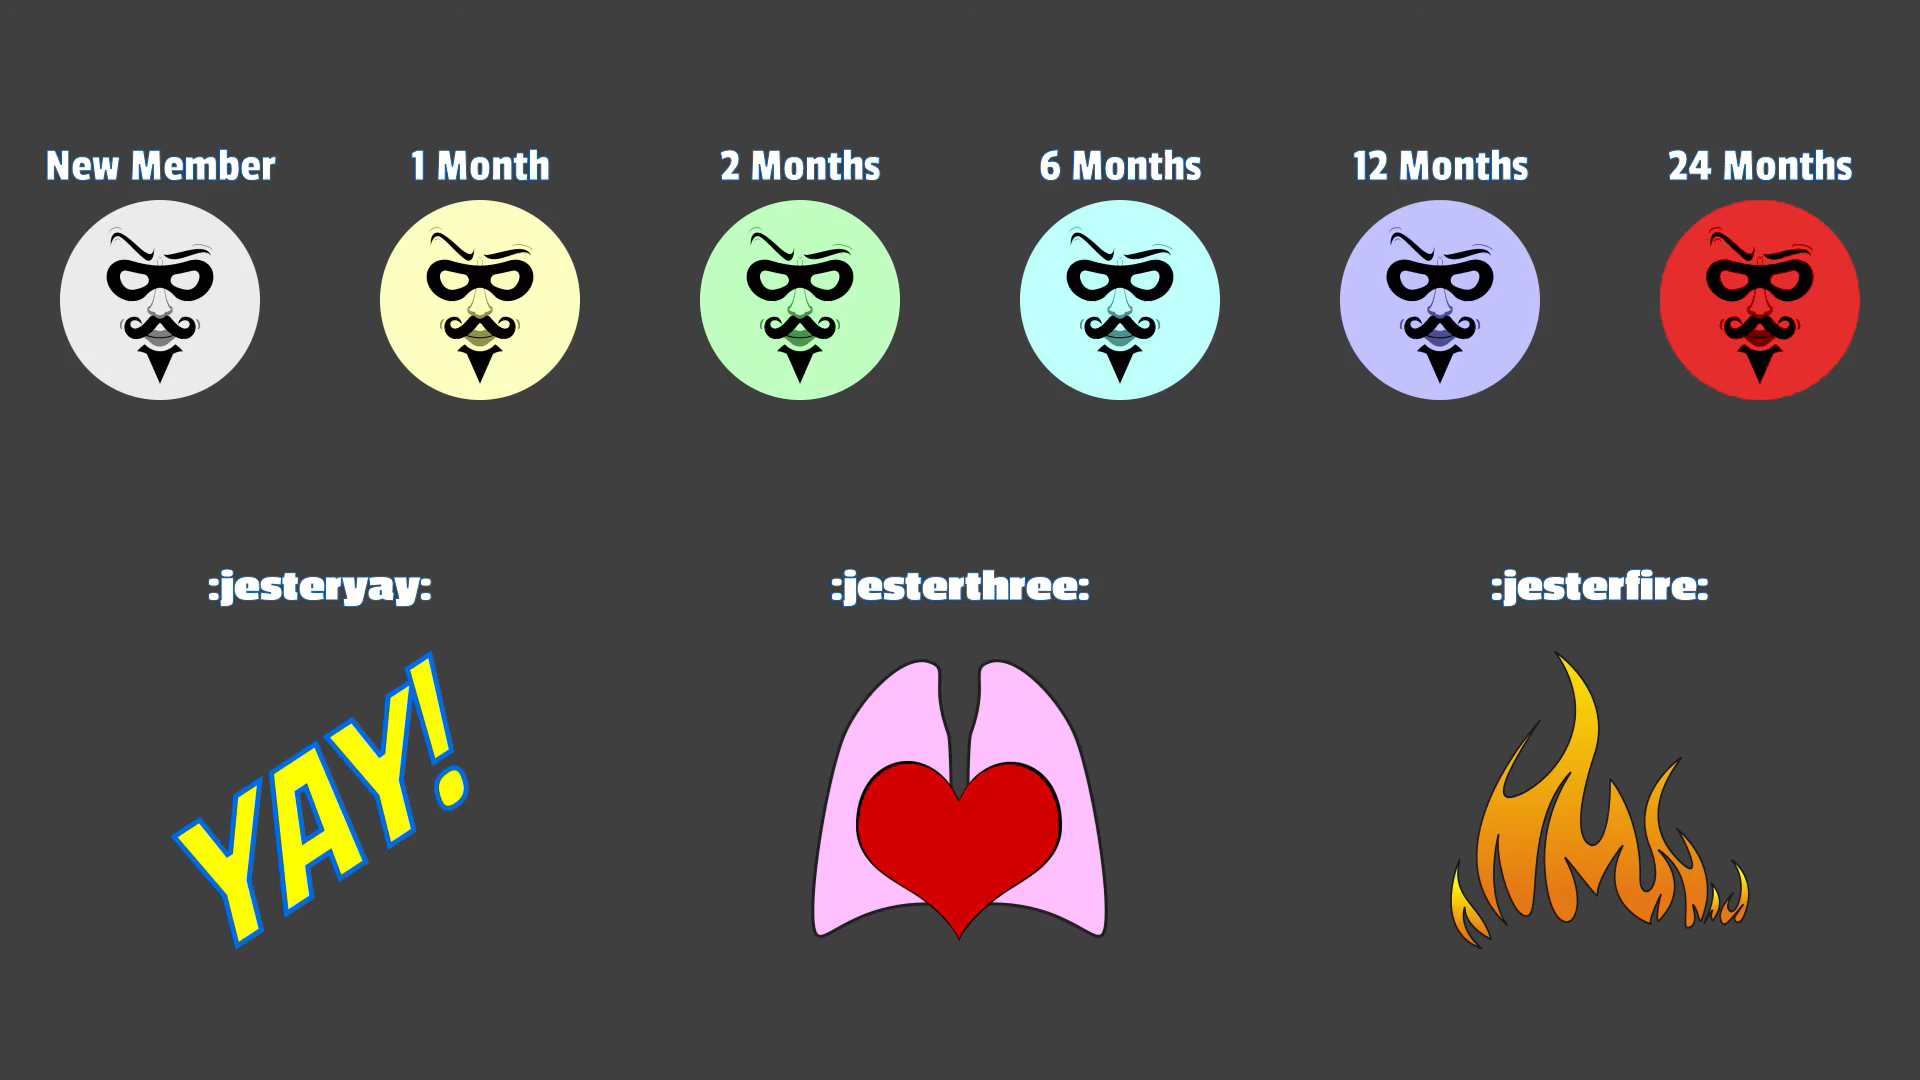 New Member
1 Month
2 Months
6 Months
12 Months
24 Months
:jesteryay:
:jesterthree:
:jesterfire:
YAY!